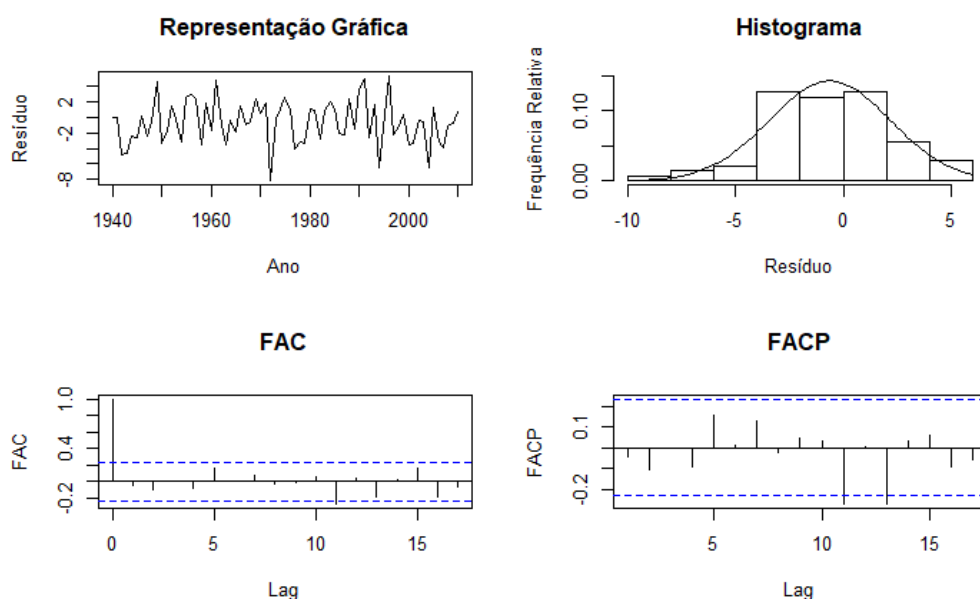 Representação Gráfica
Resíduo
2
-2
-8
1940 1960 1980 2000
Ano
Histograma
Frequência Relativa
0.10
0.00
-10 -5 0 5
Resíduo
FAC
FAC
1.0
0.4
-0.2
0 5 10 15
Lag
FACP
FACP
0.1
-0.2
5 10 15
Lag